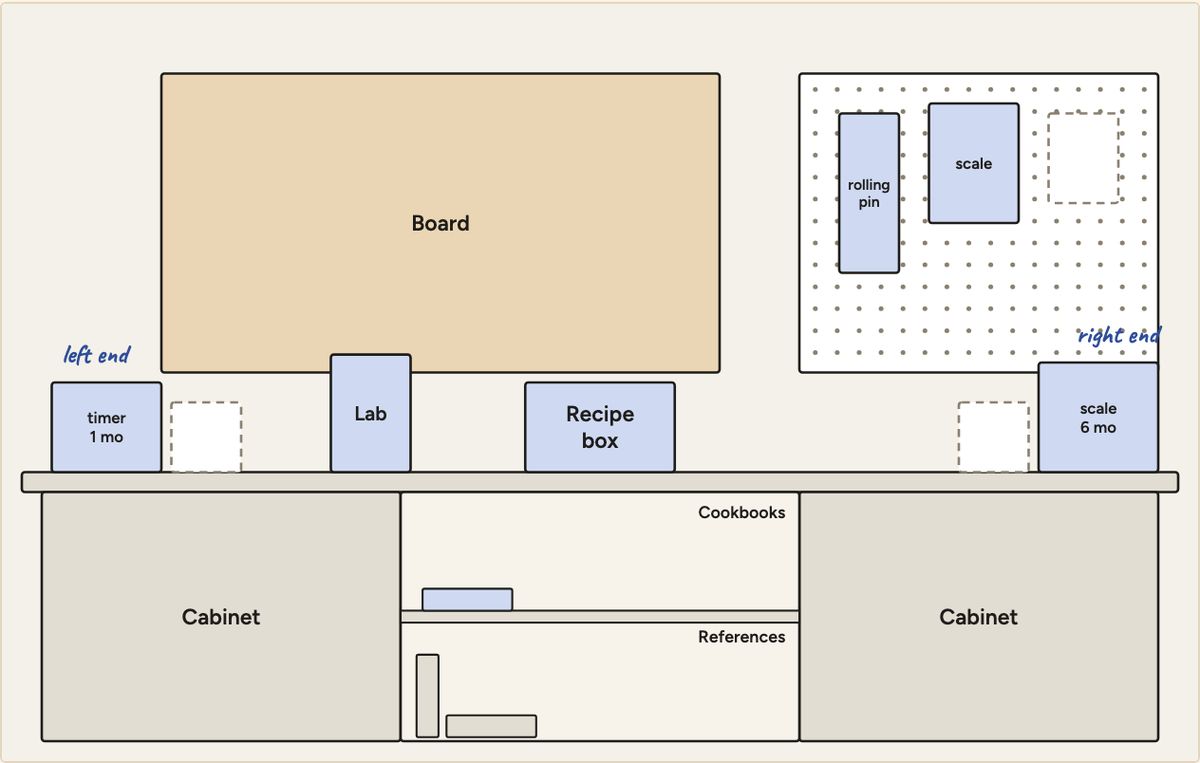 Board
rolling
pin
scale
left end
right end
timer
1 mo
Lab
Recipe
box
scale
6 mo
Cookbooks
Cabinet
Cabinet
References